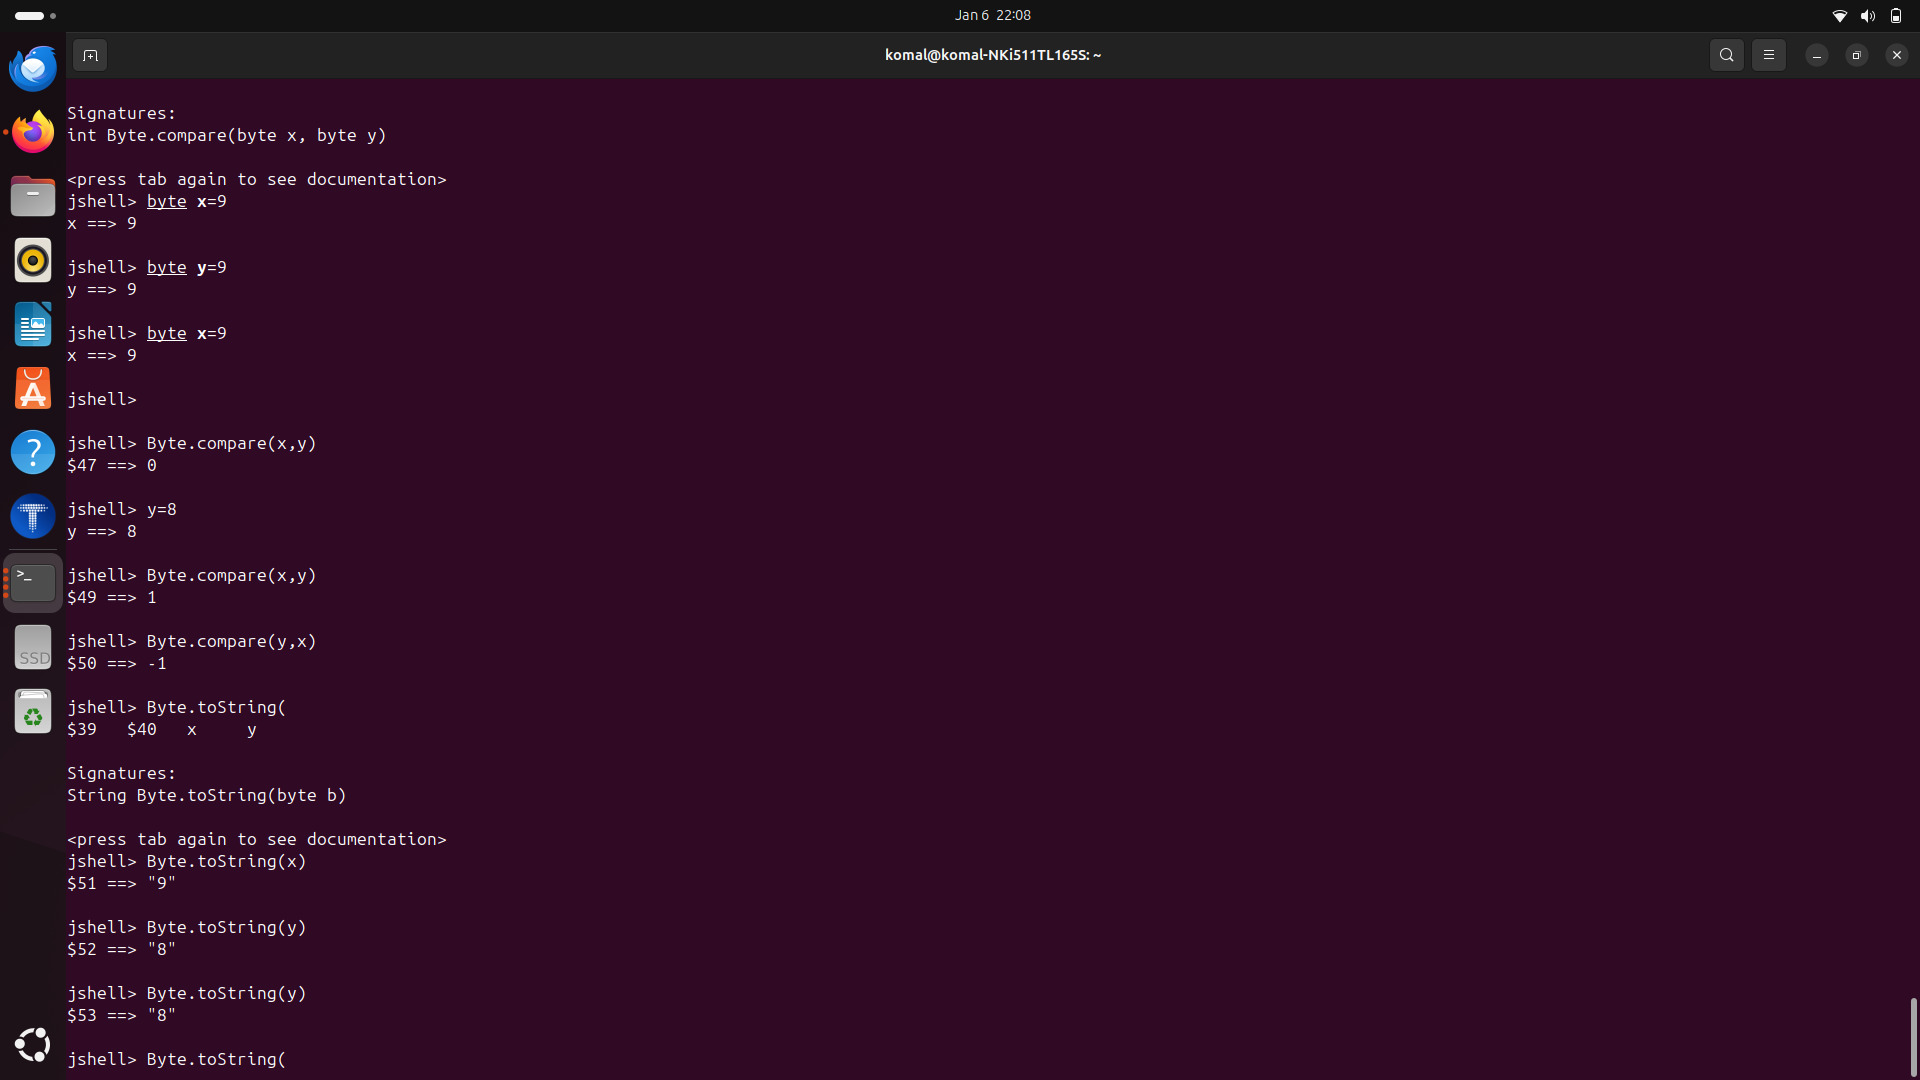 Jan 6 22:08
komal@komal-NKi511TL165S: ~
Signatures:
int Byte.compare(byte x, byte y)
<press tab again to see documentation>
jshell> byte x=9
x ==> 9
jshell> byte y=9
y ==> 9
jshell> byte x=9
x ==> 9
jshell>
jshell> Byte.compare(x,y)
$47 ==> 0
jshell> y=8
y ==> 8
jshell> Byte.compare(x,y)
$49 ==> 1
jshell> Byte.compare(y,x)
$50 ==> -1
jshell> Byte.toString(
$39   $40   x     y
Signatures:
String Byte.toString(byte b)
<press tab again to see documentation>
jshell> Byte.toString(x)
$51 ==> "9"
jshell> Byte.toString(y)
$52 ==> "8"
jshell> Byte.toString(y)
$53 ==> "8"
jshell> Byte.toString(
>_
SSD